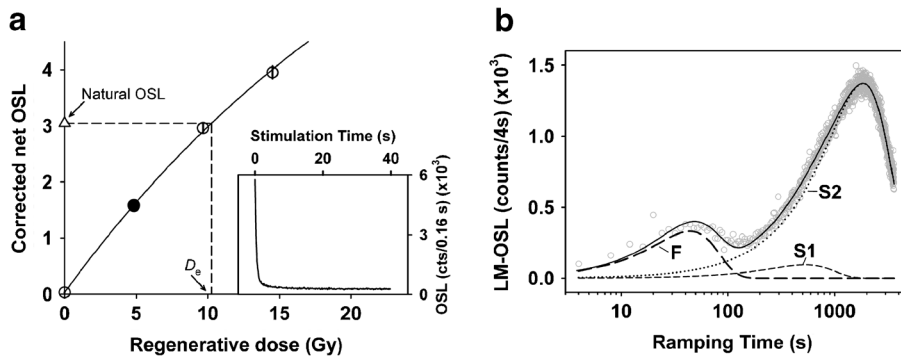 a
Corrected net OSL
4
3
2
1
0
Natural OSL
Stimulation Time (s)
0 20 40
6
3
0
OSL (cts/0.16 s) (x10³)
Dₑ
0 5 10 15 20
Regenerative dose (Gy)
b
LM-OSL (counts/4s) (x10³)
1.5
1.0
0.5
0.0
F
S1
S2
10 100 1000
Ramping Time (s)